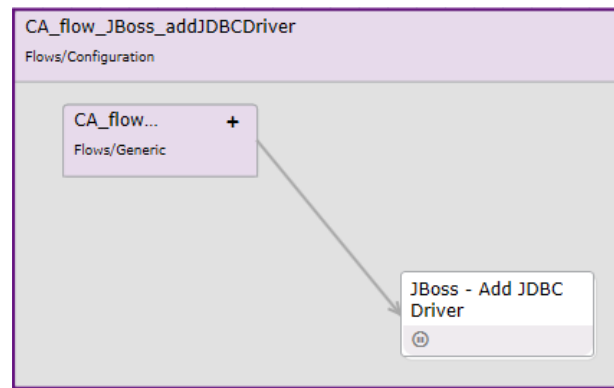 CA_flow_JBoss_addJDBCDriver
Flows/Configuration
CA_flow...
+
Flows/Generic
JBoss - Add JDBC
Driver